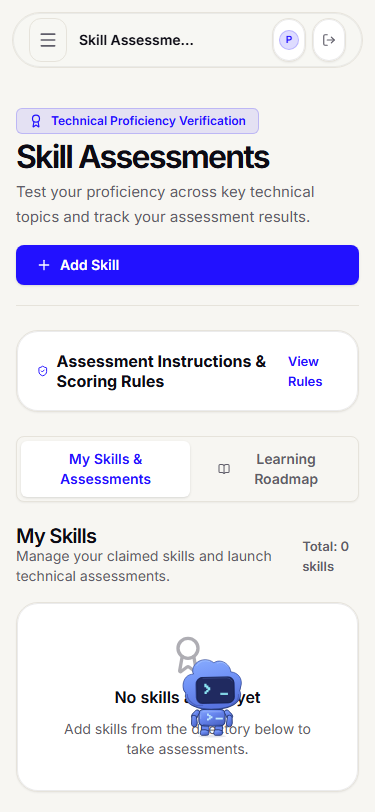 Skill Assessme...
P
Technical Proficiency Verification
Skill Assessments
Test your proficiency across key technical
topics and track your assessment results.
Add Skill
Assessment Instructions &
Scoring Rules
View
Rules
My Skills &
Assessments
Learning
Roadmap
My Skills
Manage your claimed skills and launch
technical assessments.
Total: 0
skills
No skills yet
Add skills from the directory below to
take assessments.